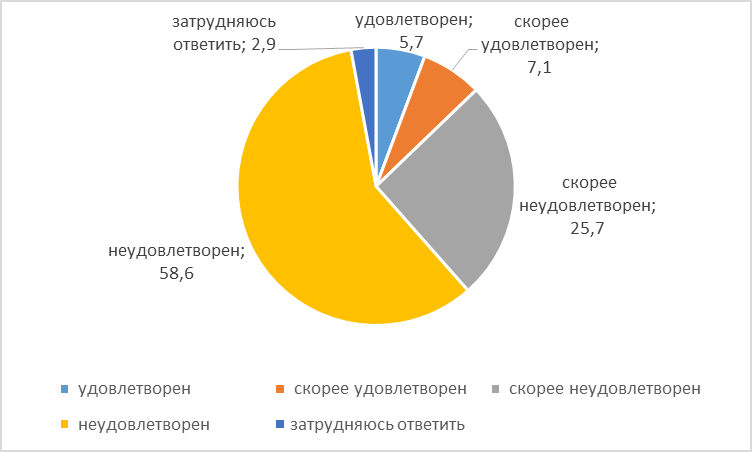 затрудняюсь
ответить; 2,9
удовлетворен;
5,7
скорее
удовлетворен;
7,1
скорее
неудовлетворен;
25,7
неудовлетворен;
58,6
удовлетворен
скорее удовлетворен
скорее неудовлетворен
неудовлетворен
затрудняюсь ответить